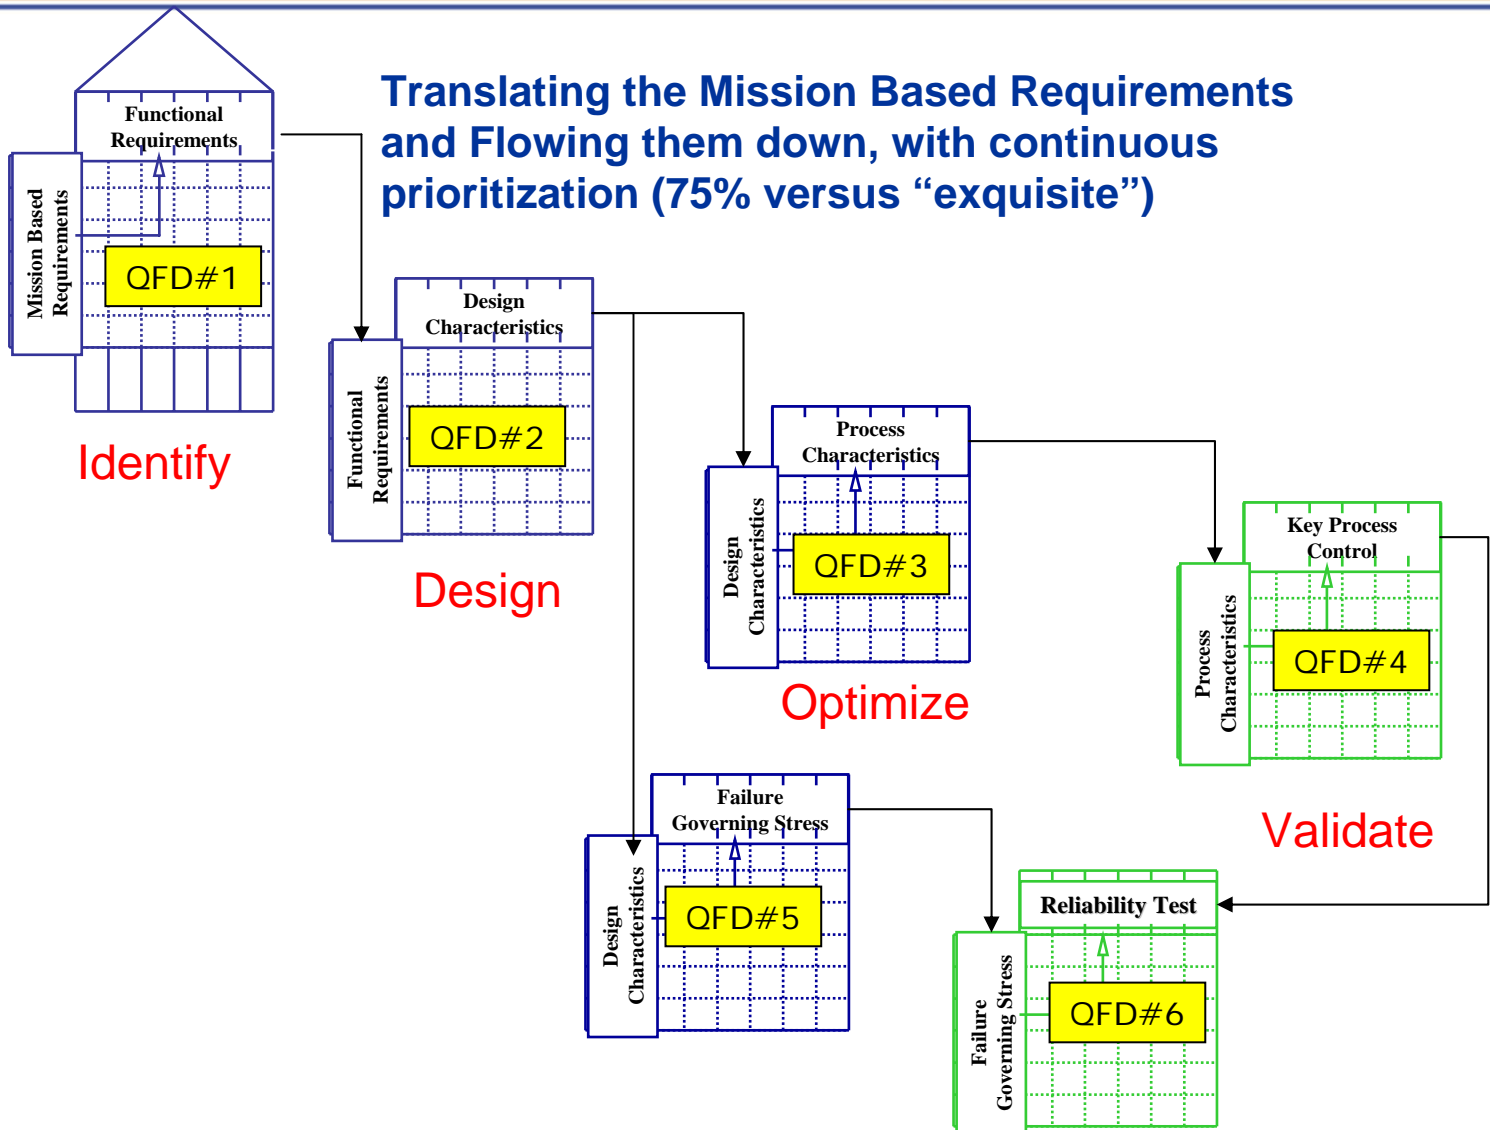 Translating the Mission Based Requirements
and Flowing them down, with continuous
prioritization (75% versus “exquisite”)
Functional
Requirements
Mission Based
Requirements
QFD#1
Identify
Design
Characteristics
Functional
Requirements
QFD#2
Design
Process
Characteristics
Design
Characteristics
QFD#3
Optimize
Key Process
Control
Process
Characteristics
QFD#4
Validate
Failure
Governing Stress
Design
Characteristics
QFD#5
Reliability Test
Failure
Governing Stress
QFD#6